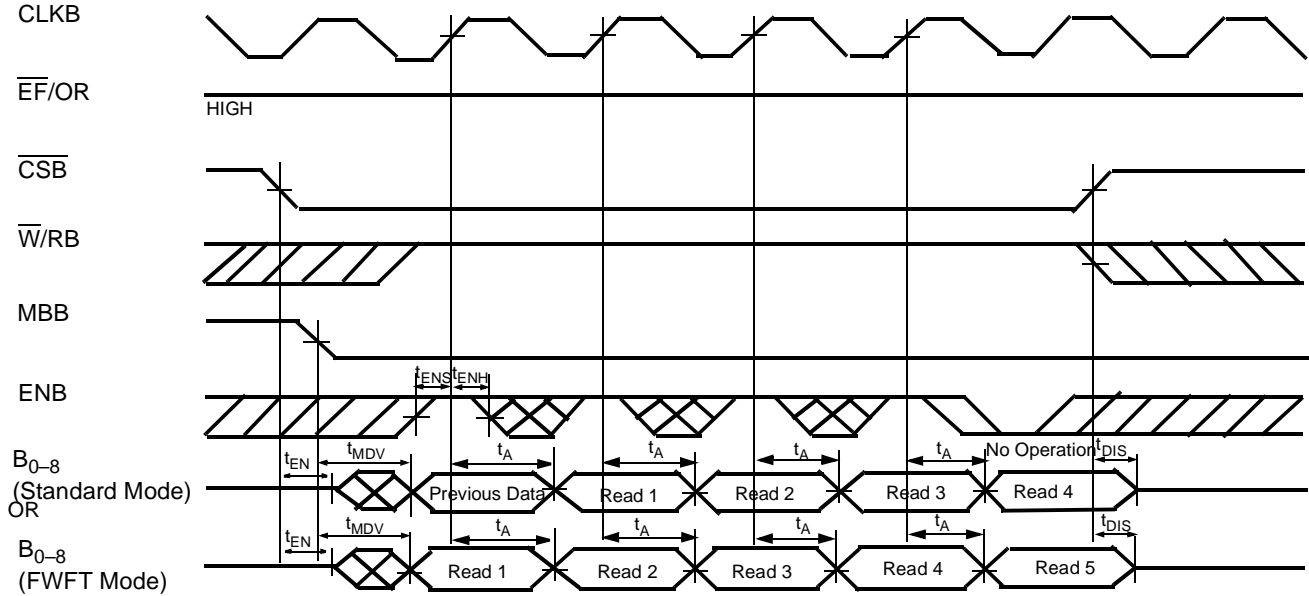 CLKB
EF/OR
HIGH
CSB
W/RB
MBB
tENS tENH
ENB
No Operation tDIS
B0–8
(Standard Mode)
tEN tMDV tA tA tA tA
Previous Data Read 1 Read 2 Read 3 Read 4
OR
B0–8
(FWFT Mode)
tEN tMDV tA tA tA tA tDIS
Read 1 Read 2 Read 3 Read 4 Read 5